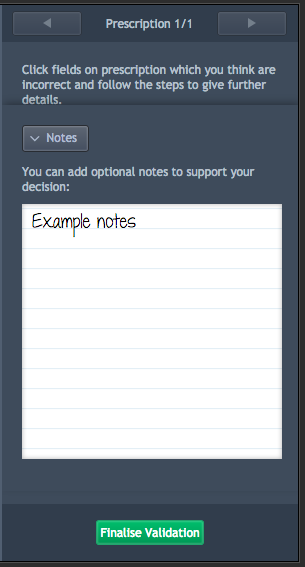 Prescription 1/1
Click fields on prescription which you think are
incorrect and follow the steps to give further
details.
Notes
You can add optional notes to support your
decision:
Example notes
Finalise Validation